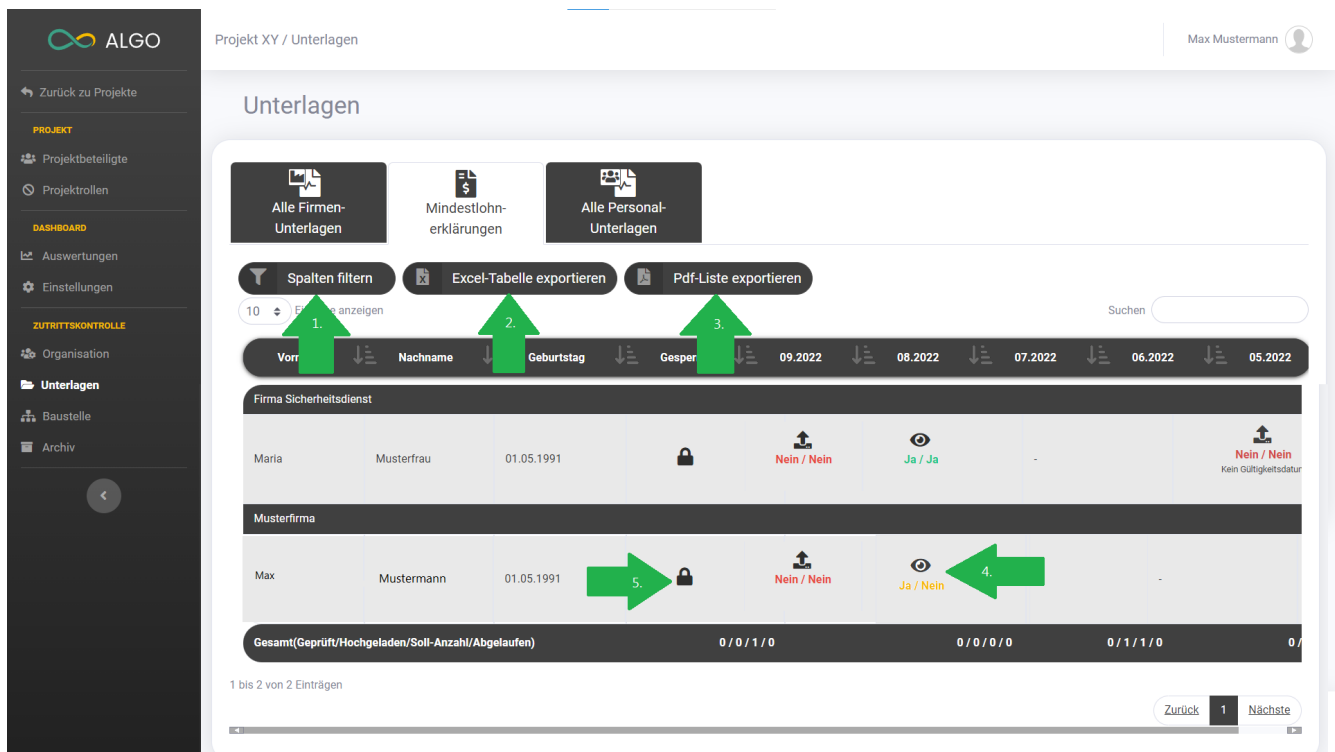 ALGO
Projekt XY / Unterlagen
Max Mustermann
Zurück zu Projekte
PROJEKT
Projektbeteiligte
Projektrollen
DASHBOARD
Auswertungen
Einstellungen
ZUTRITTSKONTROLLE
Organisation
Unterlagen
Baustelle
Archiv
Unterlagen
Alle Firmen-
Unterlagen
Mindestlohn-
erklärungen
Alle Personal-
Unterlagen
Spalten filtern
Excel-Tabelle exportieren
Pdf-Liste exportieren
10 anzeigen
Suchen
1.
2.
3.
Nachname Geburtstag 09.2022 08.2022 07.2022 06.2022 05.2022
Firma Sicherheitsdienst
Maria Musterfrau 01.05.1991 Nein / Nein Ja / Ja - Nein / Nein
Kein Gültigkeitsdatum
Musterfirma
Max Mustermann 01.05.1991 5. Nein / Nein Ja / Nein 4. -
Gesamt(Geprüft/Hochgeladen/Soll-Anzahl/Abgelaufen) 0 / 0 / 1 / 0 0 / 0 / 0 / 0 0 / 1 / 1 / 0 0 /
1 bis 2 von 2 Einträgen
Zurück 1 Nächste